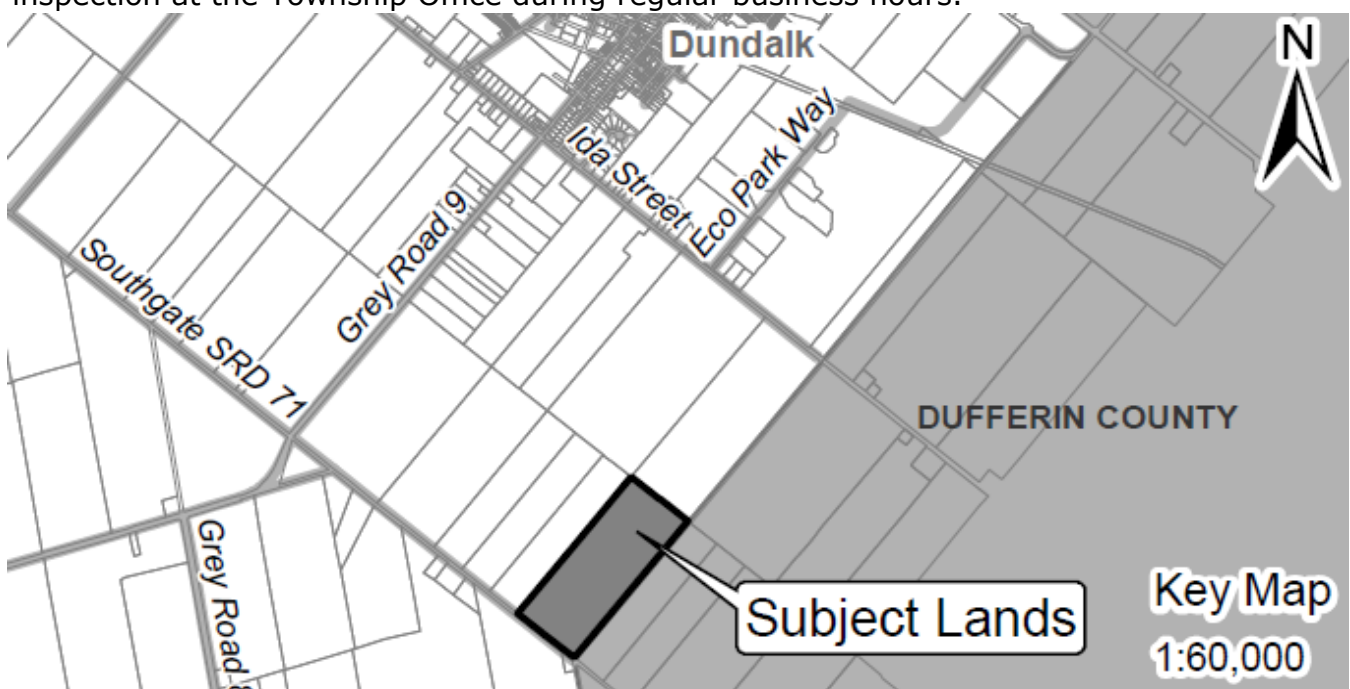 inspection at the Township Office during regular business hours.
Dundalk
N
Ida Street
Eco Park Way
Grey Road 9
Southgate SRD 71
DUFFERIN COUNTY
Grey Road 8
Subject Lands
Key Map
1:60,000